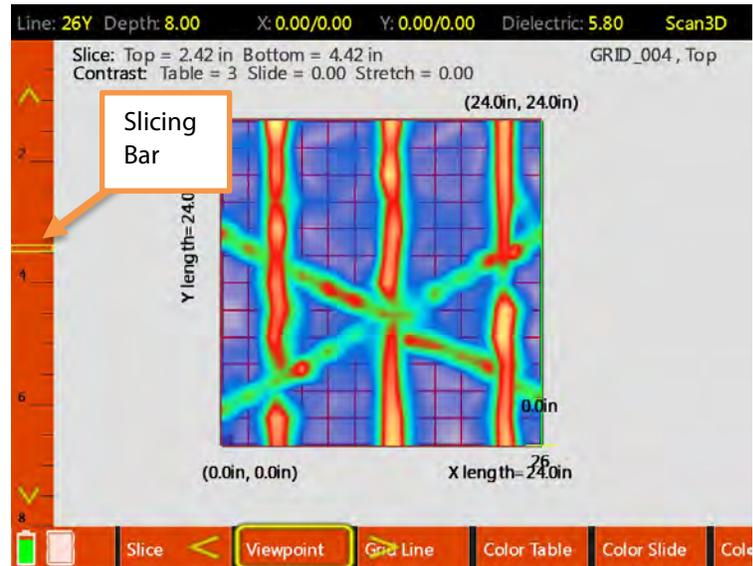 Line: 26Y Depth: 8.00 X: 0.00/0.00 Y: 0.00/0.00 Dielectric: 5.80 Scan3D
Slice: Top = 2.42 in Bottom = 4.42 in GRID_004 , Top
Contrast: Table = 3 Slide = 0.00 Stretch = 0.00
(24.0in, 24.0in)
Slicing
Bar
2
Y length= 24.0
4
6
0.0in
26
(0.0in, 0.0in) X length= 24.0in
8
Slice < Viewpoint > Grid Line Color Table Color Slide